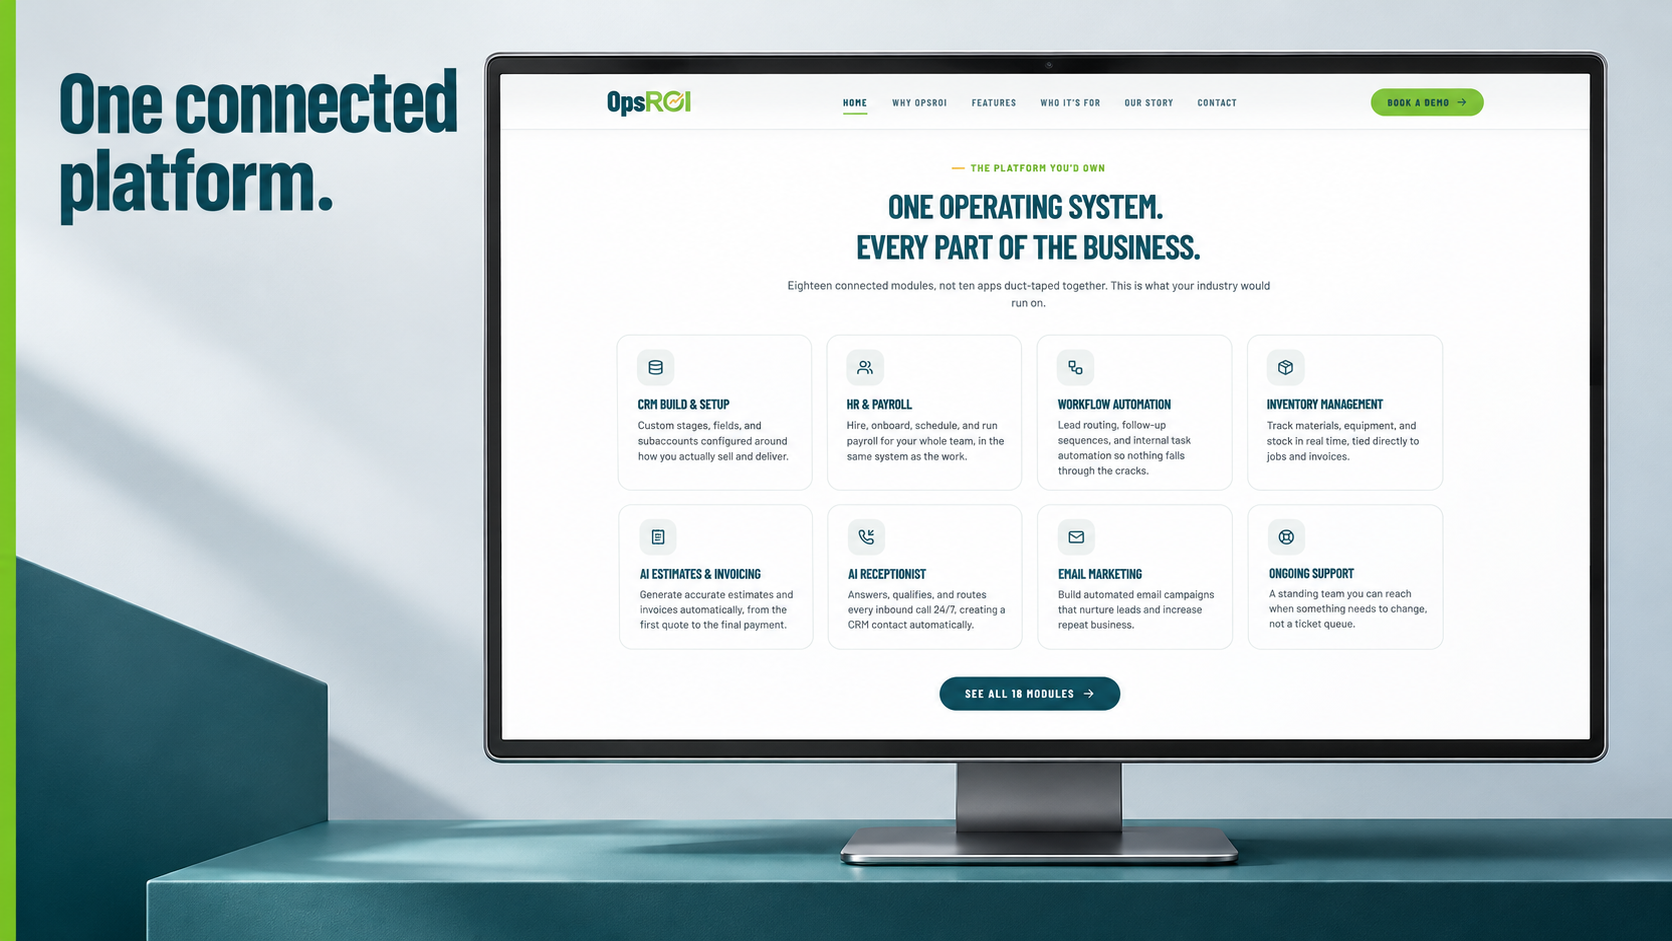 One connected
platform.
OpsROI
HOME WHY OPSROI FEATURES WHO IT'S FOR OUR STORY CONTACT
BOOK A DEMO
THE PLATFORM YOU'D OWN
ONE OPERATING SYSTEM.
EVERY PART OF THE BUSINESS.
Eighteen connected modules, not ten apps duct-taped together. This is what your industry would
run on.
CRM BUILD & SETUP
Custom stages, fields, and
subaccounts configured around
how you actually sell and deliver.
HR & PAYROLL
Hire, onboard, schedule, and run
payroll for your whole team, in the
same system as the work.
WORKFLOW AUTOMATION
Lead routing, follow-up
sequences, and internal task
automation so nothing falls
through the cracks.
INVENTORY MANAGEMENT
Track materials, equipment, and
stock in real time, tied directly to
jobs and invoices.
AI ESTIMATES & INVOICING
Generate accurate estimates and
invoices automatically, from the
first quote to the final payment.
AI RECEPTIONIST
Answers, qualifies, and routes
every inbound call 24/7, creating a
CRM contact automatically.
EMAIL MARKETING
Build automated email campaigns
that nurture leads and increase
repeat business.
ONGOING SUPPORT
A standing team you can reach
when something needs to change,
not a ticket queue.
SEE ALL 18 MODULES